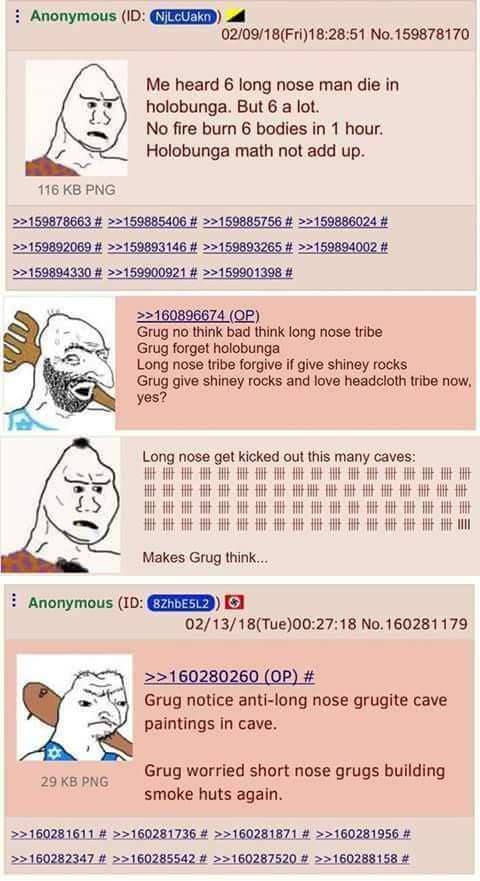 Anonymous (ID: NjLcUakn)
02/09/18(Fri)18:28:51 No.159878170
Me heard 6 long nose man die in
holobunga. But 6 a lot.
No fire burn 6 bodies in 1 hour.
Holobunga math not add up.
116 KB PNG
>>159878663 # >>159885406 # >>159885756 # >>159886024 #
>>159892069 # >>159893146 # >>159893265 # >>159894002 #
>>159894330 # >>159900921 # >>159901398 #
>>160896674 (OP)
Grug no think bad think long nose tribe
Grug forget holobunga
Long nose tribe forgive if give shiney rocks
Grug give shiney rocks and love headcloth tribe now,
yes?
Long nose get kicked out this many caves:
Makes Grug think...
Anonymous (ID: 8ZhbE5L2)
02/13/18(Tue)00:27:18 No.160281179
>>160280260 (OP) #
Grug notice anti-long nose grugite cave
paintings in cave.
Grug worried short nose grugs building
smoke huts again.
29 KB PNG
>>160281611 # >>160281736 # >>160281871 # >>160281956 #
>>160282347 # >>160285542 # >>160287520 # >>160288158 #